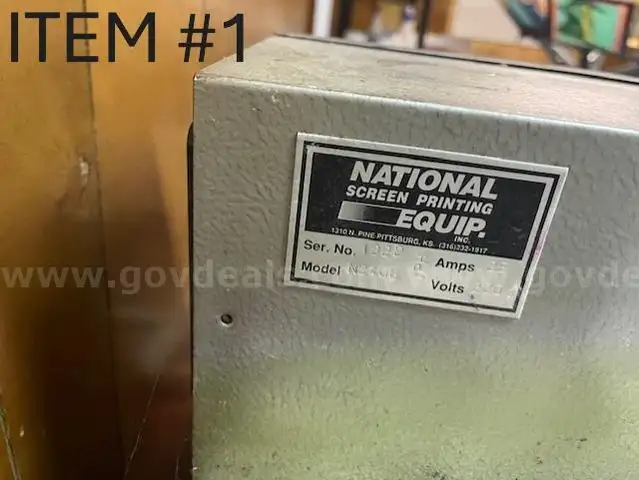 ITEM #1
NATIONAL
SCREEN PRINTING
EQUIP.
INC.
1310 N. PINE-PITTSBURG, KS. (316)232-1917
Ser. No. Amps
Model Volts
www.govdeals